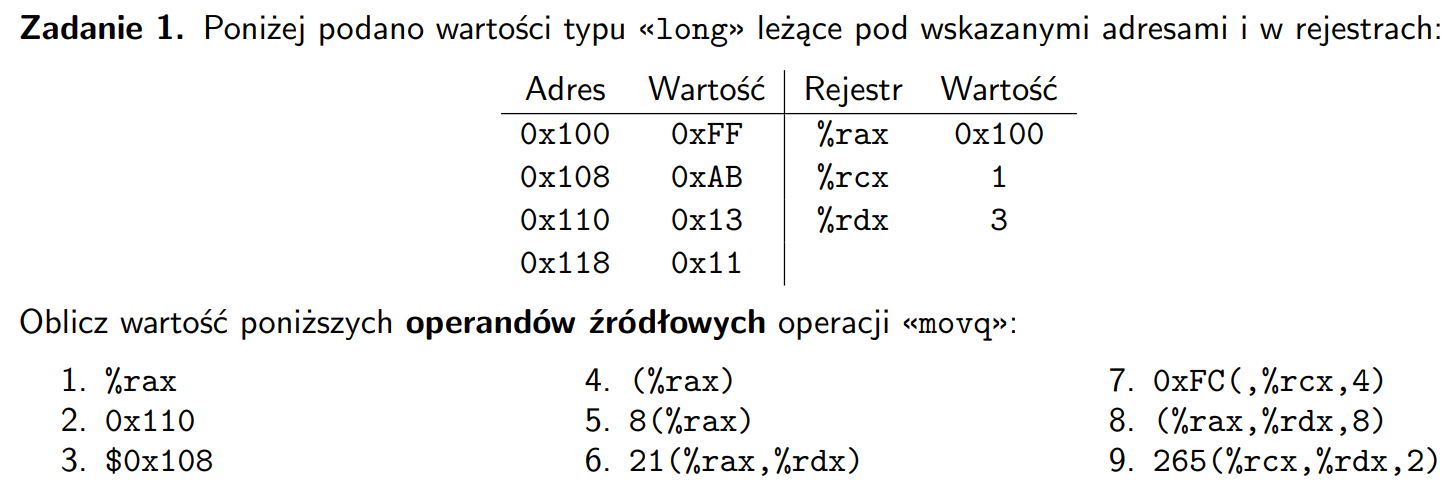 Zadanie 1. Poniżej podano wartości typu «long» leżące pod wskazanymi adresami i w rejestrach:
Adres Wartość Rejestr Wartość
0x100 0xFF %rax 0x100
0x108 0xAB %rcx 1
0x110 0x13 %rdx 3
0x118 0x11
Oblicz wartość poniższych operandów źródłowych operacji «movq»:
1. %rax
2. 0x110
3. $0x108
4. (%rax)
5. 8(%rax)
6. 21(%rax,%rdx)
7. 0xFC(,%rcx,4)
8. (%rax,%rdx,8)
9. 265(%rcx,%rdx,2)